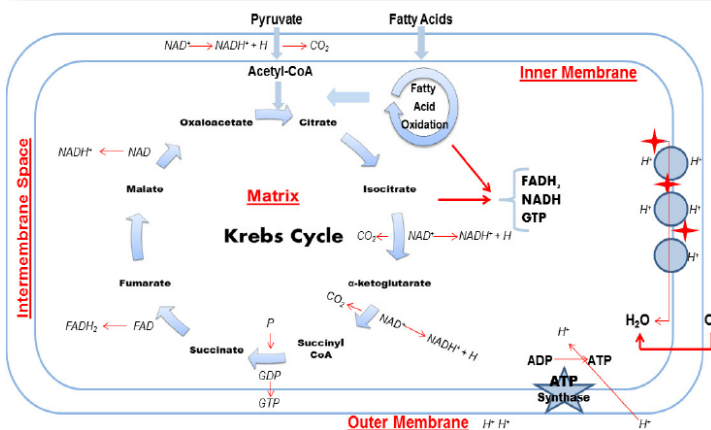 Pyruvate
Fatty Acids
NAD⁺ NADH⁺ + H CO₂
Acetyl-CoA
Inner Membrane
Fatty
Acid
Oxidation
Oxaloacetate
Citrate
NADH⁺ NAD
H⁺ H⁺
Malate
Matrix
Isocitrate
FADH,
NADH
GTP
H⁺ H⁺
Krebs Cycle
CO₂ NAD⁺ NADH⁺ + H
H⁺
Intermembrane Space
Fumarate
α-ketoglutarate
CO₂
NAD⁺ NADH⁺ + H
FADH₂ FAD
P
H₂O
O
H⁺
Succinate
Succinyl
CoA
GDP
GTP
ADP ATP
ATP
Synthase
Outer Membrane
H⁺ H⁺
H⁺